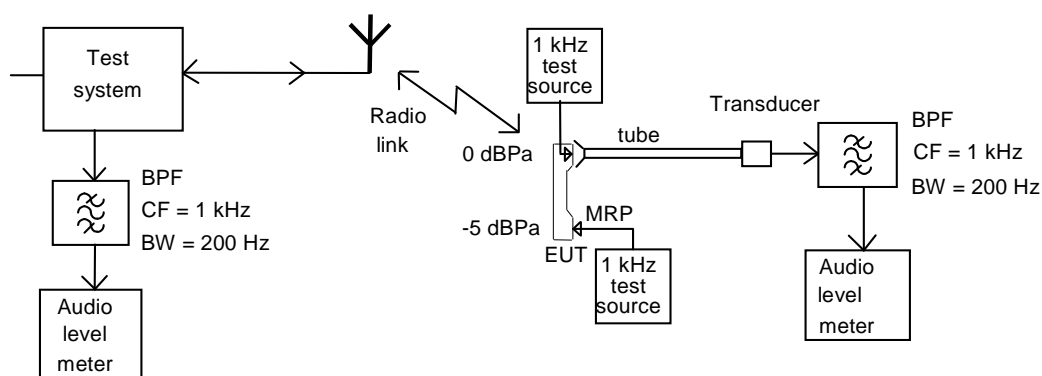 Test
system
Radio
link
1 kHz
test
source
0 dBPa
-5 dBPa
EUT
MRP
1 kHz
test
source
tube
Transducer
BPF
CF = 1 kHz
BW = 200 Hz
BPF
CF = 1 kHz
BW = 200 Hz
Audio
level
meter
Audio
level
meter